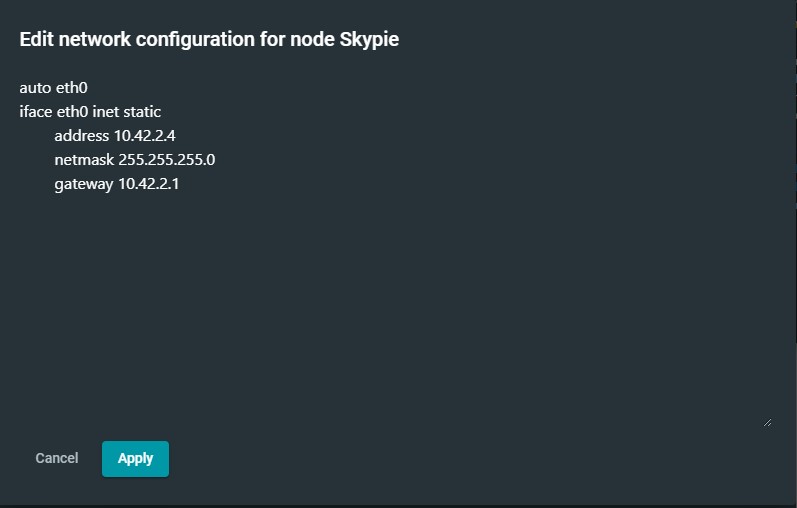 Edit network configuration for node Skypie
auto eth0
iface eth0 inet static
address 10.42.2.4
netmask 255.255.255.0
gateway 10.42.2.1
Cancel
Apply